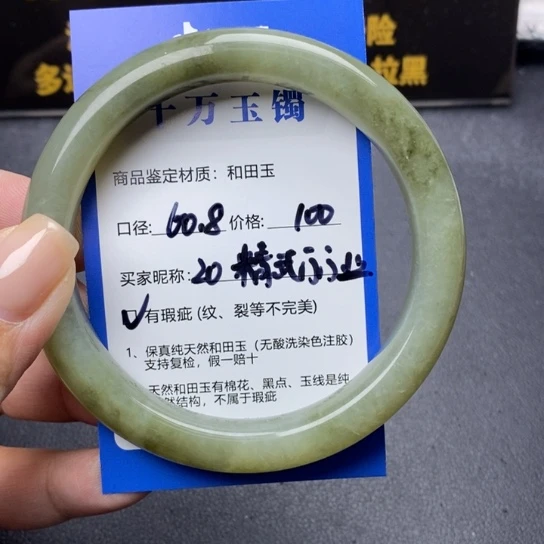 险
多 拉黑
千万玉镯
商品鉴定材质：和田玉
口径: 60.8 价格: 100
买家昵称: 20
✓有瑕疵 (纹、裂等不完美)
1、保真纯天然和田玉（无酸洗染色注胶）
支持复检，假一赔十
天然和田玉有棉花、黑点、玉线是纯
然结构，不属于瑕疵